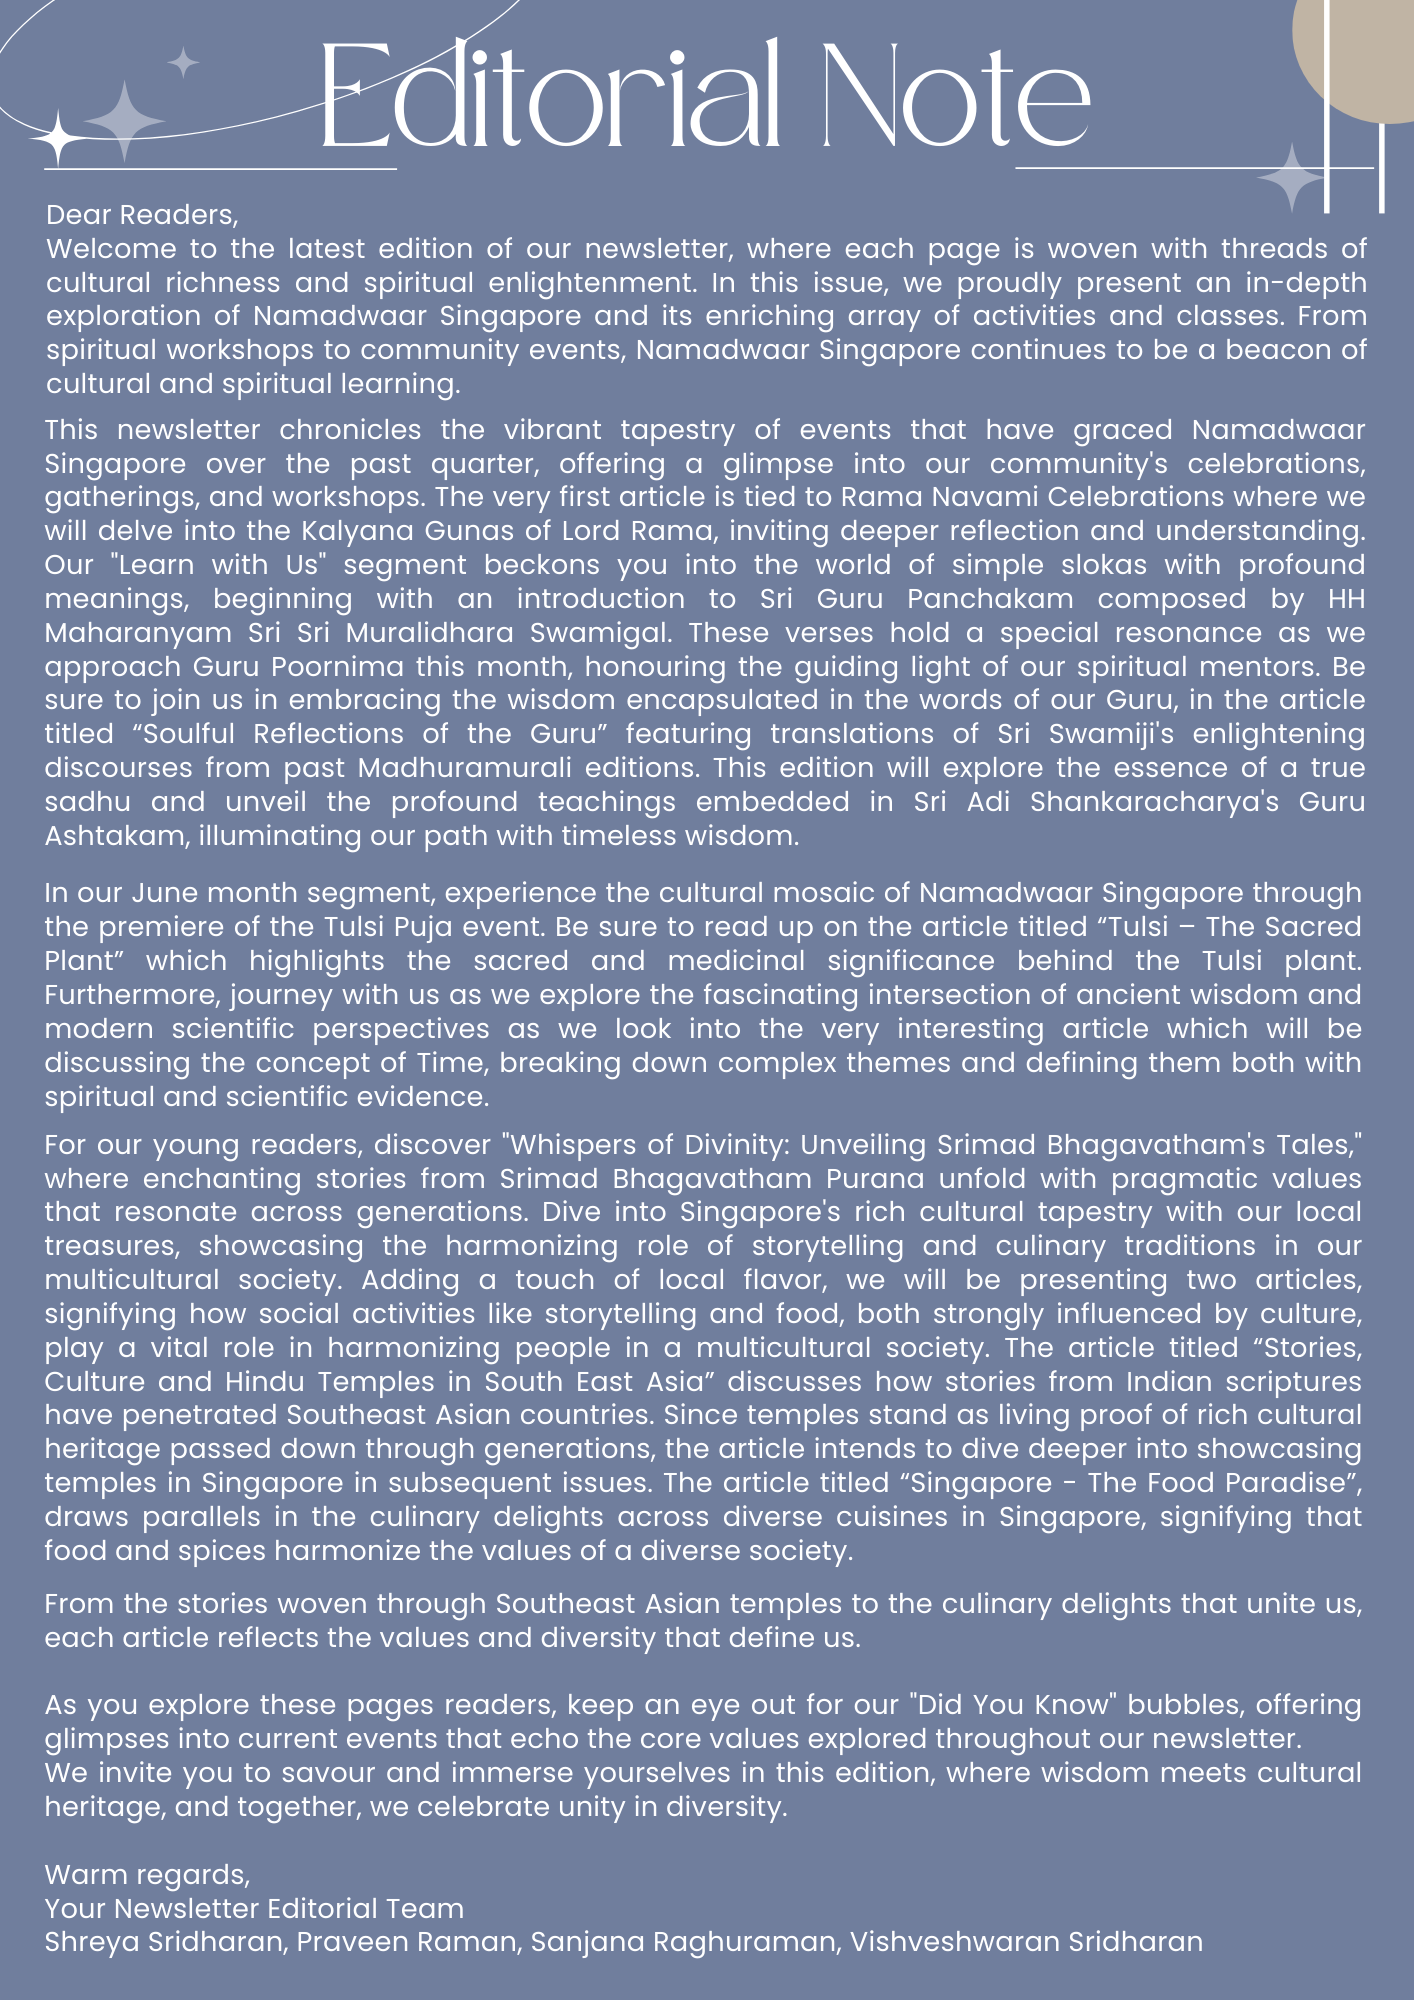 Editorial Note
Dear Readers,
Welcome to the latest edition of our newsletter, where each page is woven with threads of
cultural richness and spiritual enlightenment. In this issue, we proudly present an in-depth
exploration of Namadwaar Singapore and its enriching array of activities and classes. From
spiritual workshops to community events, Namadwaar Singapore continues to be a beacon of
cultural and spiritual learning.
This newsletter chronicles the vibrant tapestry of events that have graced Namadwaar
Singapore over the past quarter, offering a glimpse into our community's celebrations,
gatherings, and workshops. The very first article is tied to Rama Navami Celebrations where we
will delve into the Kalyana Gunas of Lord Rama, inviting deeper reflection and understanding.
Our "Learn with Us" segment beckons you into the world of simple slokas with profound
meanings, beginning with an introduction to Sri Guru Panchakam composed by HH
Maharanyam Sri Sri Muralidhara Swamigal. These verses hold a special resonance as we
approach Guru Poornima this month, honouring the guiding light of our spiritual mentors. Be
sure to join us in embracing the wisdom encapsulated in the words of our Guru, in the article
titled “Soulful Reflections of the Guru” featuring translations of Sri Swamiji's enlightening
discourses from past Madhuramurali editions. This edition will explore the essence of a true
sadhu and unveil the profound teachings embedded in Sri Adi Shankaracharya's Guru
Ashtakam, illuminating our path with timeless wisdom.
In our June month segment, experience the cultural mosaic of Namadwaar Singapore through
the premiere of the Tulsi Puja event. Be sure to read up on the article titled “Tulsi – The Sacred
Plant” which highlights the sacred and medicinal significance behind the Tulsi plant.
Furthermore, journey with us as we explore the fascinating intersection of ancient wisdom and
modern scientific perspectives as we look into the very interesting article which will be
discussing the concept of Time, breaking down complex themes and defining them both with
spiritual and scientific evidence.
For our young readers, discover "Whispers of Divinity: Unveiling Srimad Bhagavatham's Tales,"
where enchanting stories from Srimad Bhagavatham Purana unfold with pragmatic values
that resonate across generations. Dive into Singapore's rich cultural tapestry with our local
treasures, showcasing the harmonizing role of storytelling and culinary traditions in our
multicultural society. Adding a touch of local flavor, we will be presenting two articles,
signifying how social activities like storytelling and food, both strongly influenced by culture,
play a vital role in harmonizing people in a multicultural society. The article titled “Stories,
Culture and Hindu Temples in South East Asia” discusses how stories from Indian scriptures
have penetrated Southeast Asian countries. Since temples stand as living proof of rich cultural
heritage passed down through generations, the article intends to dive deeper into showcasing
temples in Singapore in subsequent issues. The article titled “Singapore - The Food Paradise”,
draws parallels in the culinary delights across diverse cuisines in Singapore, signifying that
food and spices harmonize the values of a diverse society.
From the stories woven through Southeast Asian temples to the culinary delights that unite us,
each article reflects the values and diversity that define us.
As you explore these pages readers, keep an eye out for our "Did You Know" bubbles, offering
glimpses into current events that echo the core values explored throughout our newsletter.
We invite you to savour and immerse yourselves in this edition, where wisdom meets cultural
heritage, and together, we celebrate unity in diversity.
Warm regards,
Your Newsletter Editorial Team
Shreya Sridharan, Praveen Raman, Sanjana Raghuraman, Vishveshwaran Sridharan